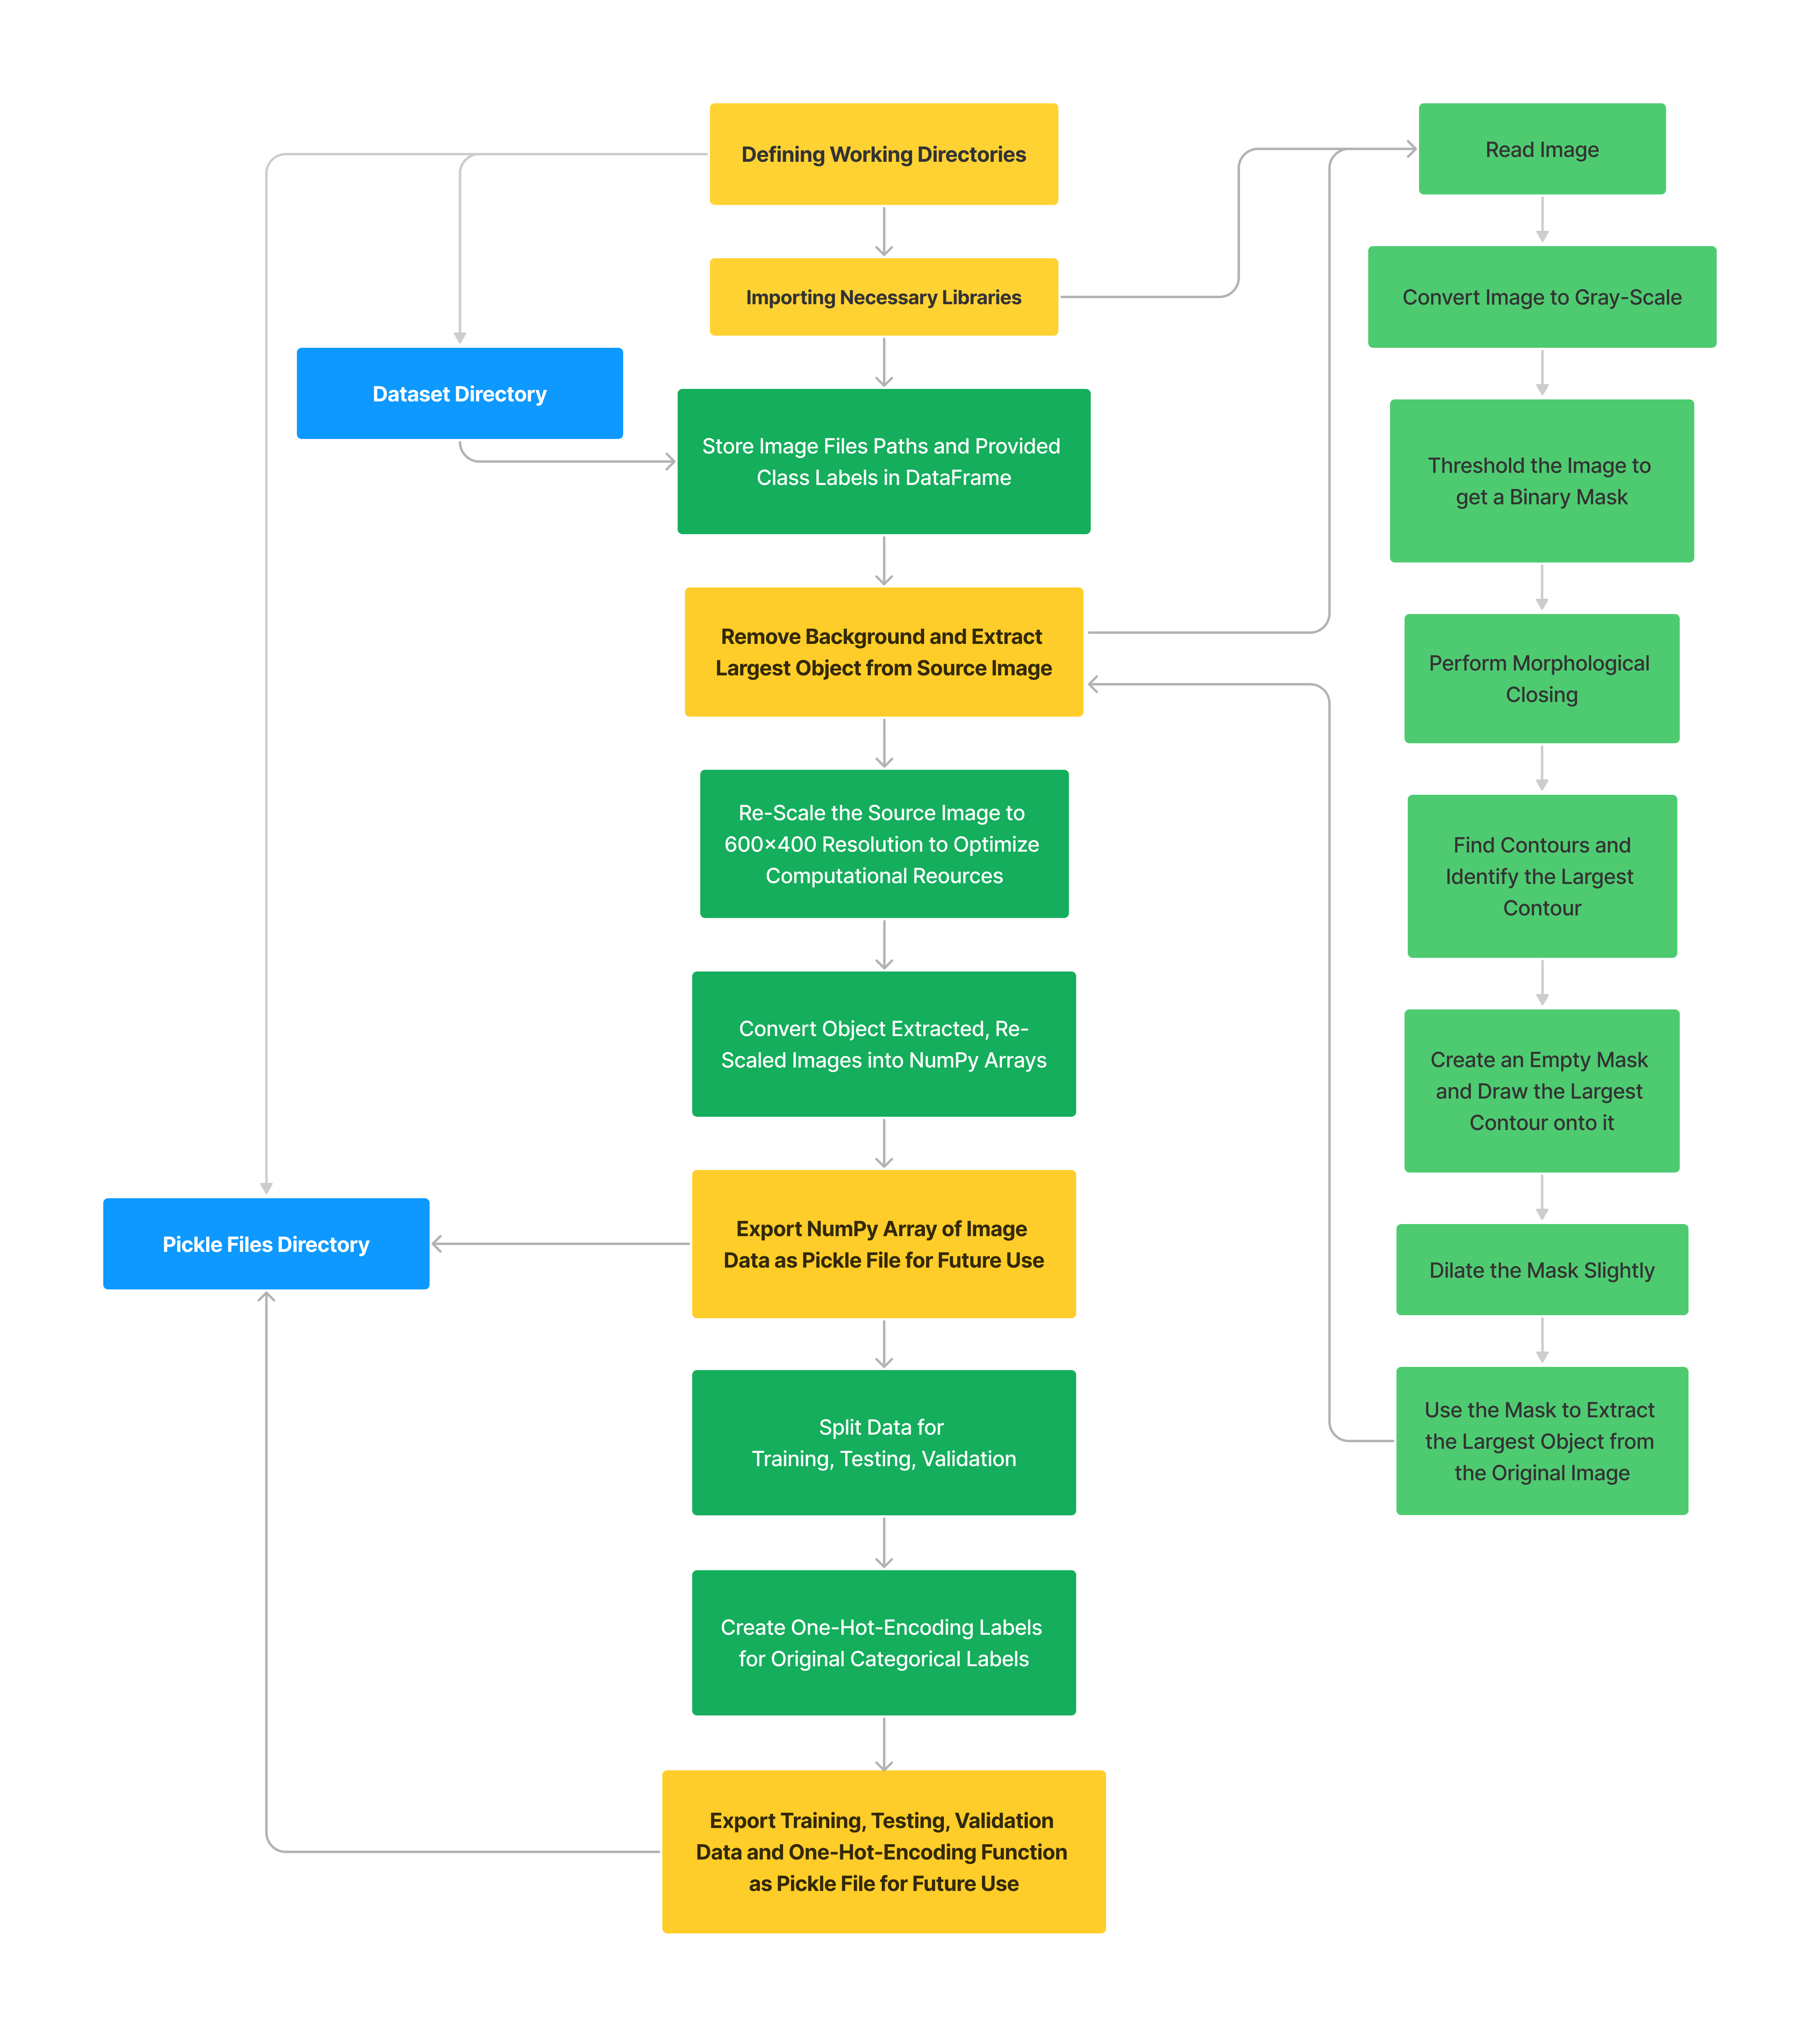 Defining Working Directories
Importing Necessary Libraries
Dataset Directory
Store Image Files Paths and Provided
Class Labels in DataFrame
Remove Background and Extract
Largest Object from Source Image
Re-Scale the Source Image to
600×400 Resolution to Optimize
Computational Reources
Convert Object Extracted, Re-
Scaled Images into NumPy Arrays
Pickle Files Directory
Export NumPy Array of Image
Data as Pickle File for Future Use
Split Data for
Training, Testing, Validation
Create One-Hot-Encoding Labels
for Original Categorical Labels
Export Training, Testing, Validation
Data and One-Hot-Encoding Function
as Pickle File for Future Use
Read Image
Convert Image to Gray-Scale
Threshold the Image to
get a Binary Mask
Perform Morphological
Closing
Find Contours and
Identify the Largest
Contour
Create an Empty Mask
and Draw the Largest
Contour onto it
Dilate the Mask Slightly
Use the Mask to Extract
the Largest Object from
the Original Image